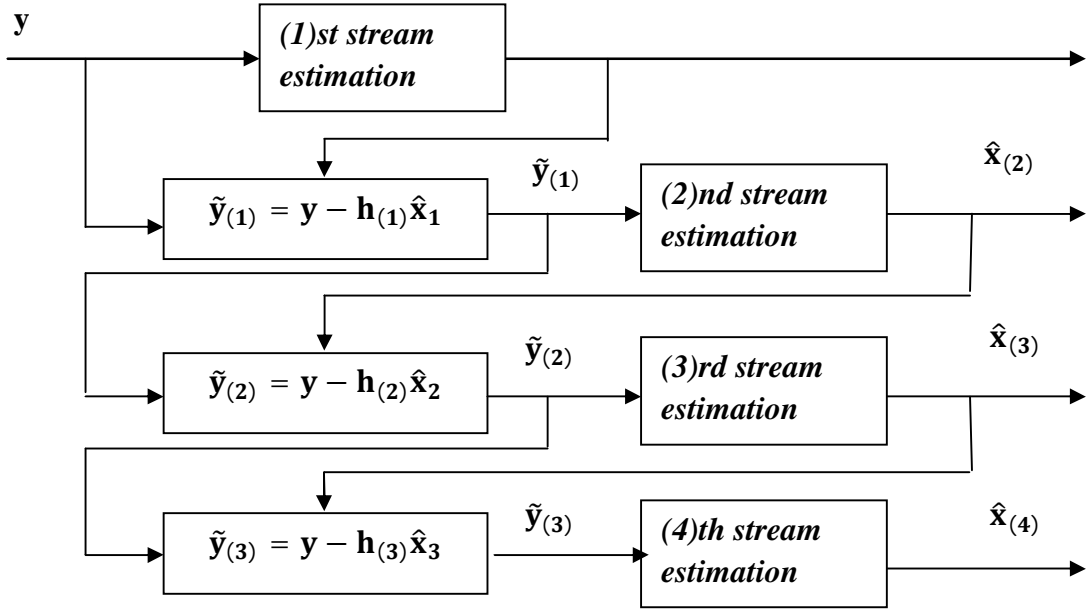 y
(1)st stream
estimation
ỹ₍₁₎ = y − h₍₁₎x̂₁
ỹ₍₁₎
(2)nd stream
estimation
x̂₍₂₎
ỹ₍₂₎ = y − h₍₂₎x̂₂
ỹ₍₂₎
(3)rd stream
estimation
x̂₍₃₎
ỹ₍₃₎ = y − h₍₃₎x̂₃
ỹ₍₃₎
(4)th stream
estimation
x̂₍₄₎